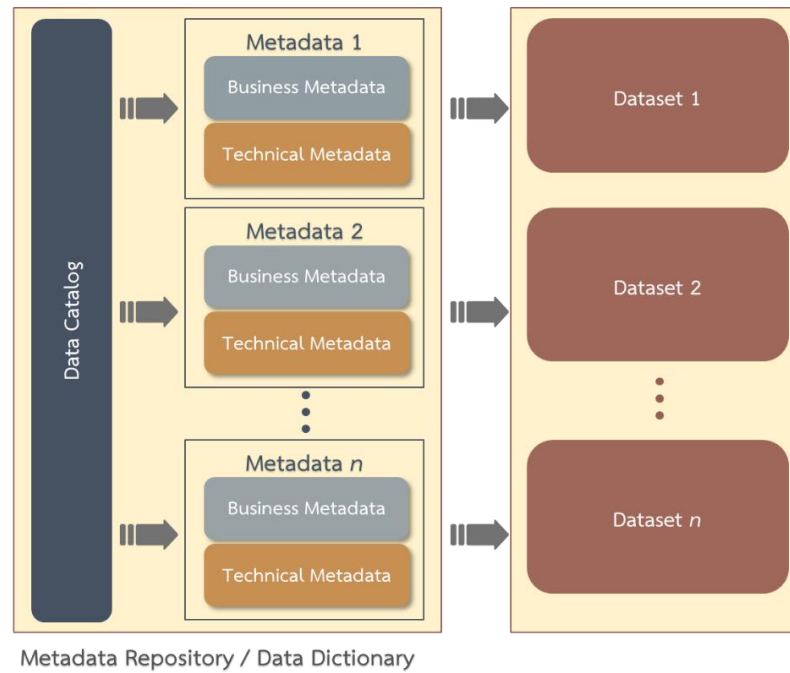 Data Catalog
Metadata 1
Business Metadata
Technical Metadata
Dataset 1
Metadata 2
Business Metadata
Technical Metadata
Dataset 2
Metadata n
Business Metadata
Technical Metadata
Dataset n
Metadata Repository / Data Dictionary